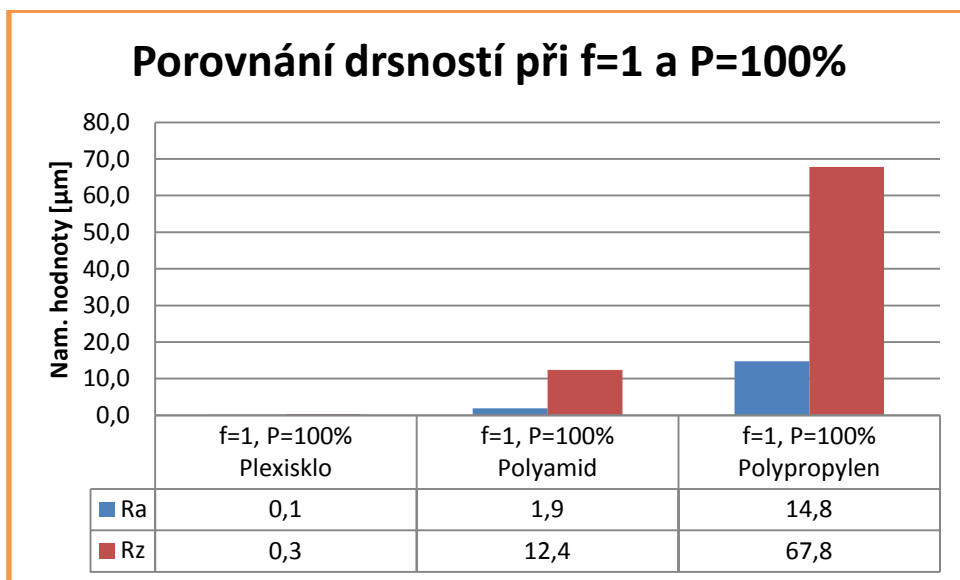 Porovnání drsností při f=1 a P=100%
Nam. hodnoty [µm]
80,0
70,0
60,0
50,0
40,0
30,0
20,0
10,0
0,0
f=1, P=100% f=1, P=100% f=1, P=100%
Plexisklo Polyamid Polypropylen
Ra 0,1 1,9 14,8
Rz 0,3 12,4 67,8